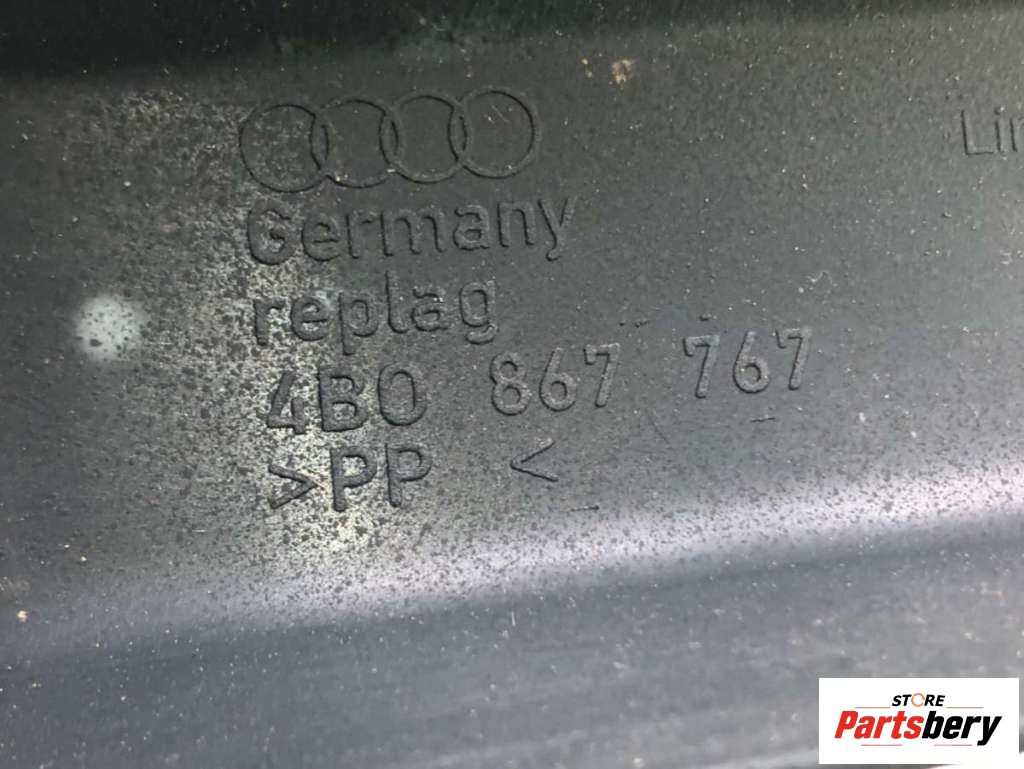 Germany
replag
4B0 867 767
>PP <
STORE
Partsbery